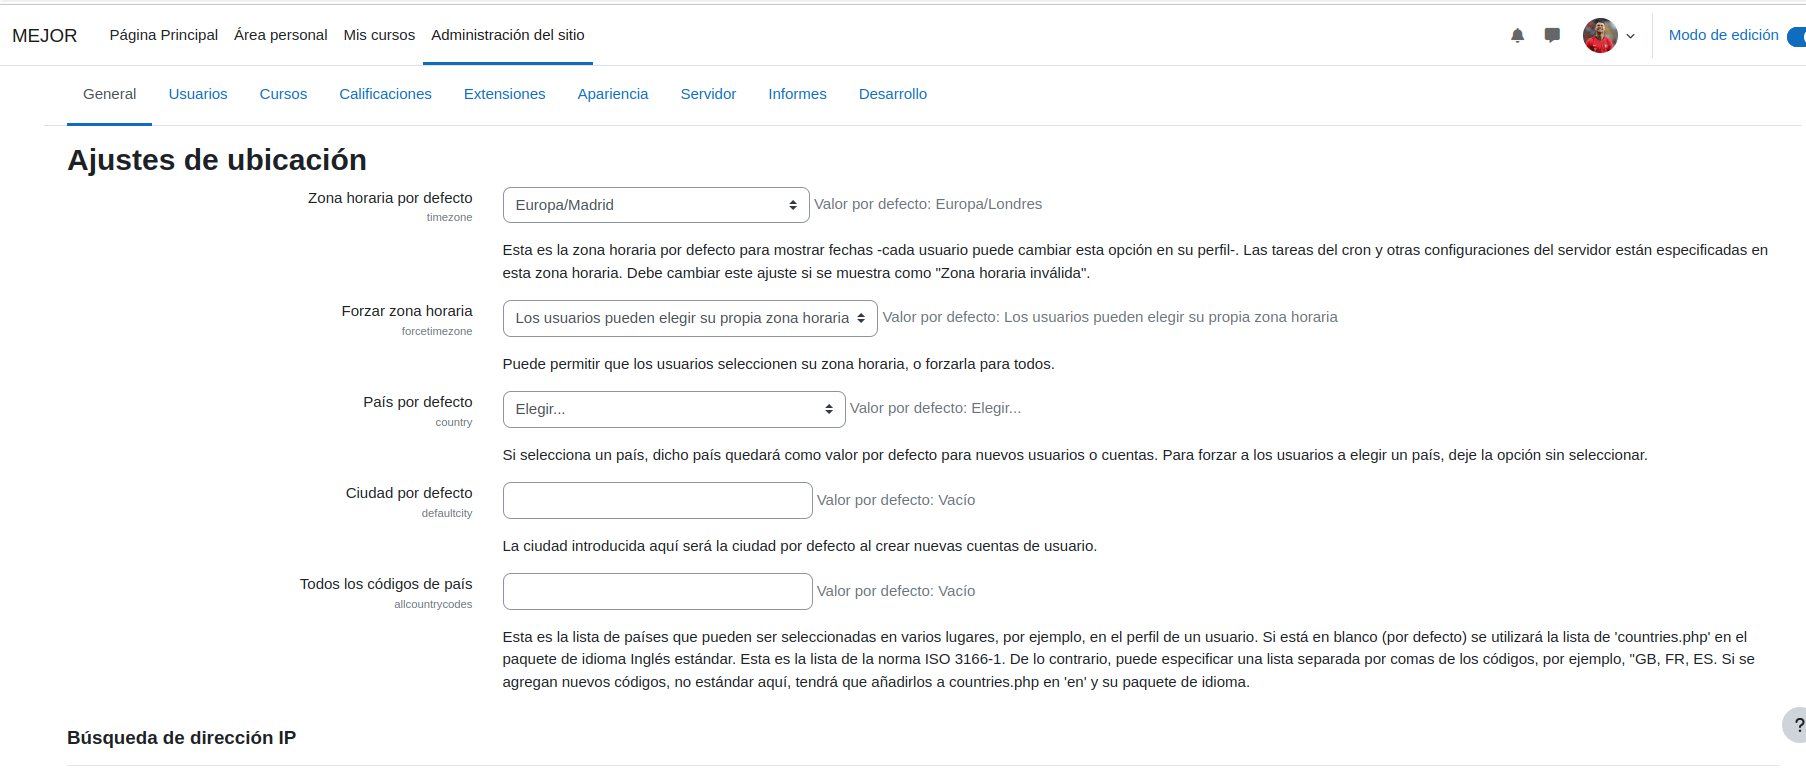 MEJOR Página Principal Área personal Mis cursos Administración del sitio Modo de edición
General Usuarios Cursos Calificaciones Extensiones Apariencia Servidor Informes Desarrollo
Ajustes de ubicación
Zona horaria por defecto
timezone
Europa/Madrid Valor por defecto: Europa/Londres
Esta es la zona horaria por defecto para mostrar fechas -cada usuario puede cambiar esta opción en su perfil-. Las tareas del cron y otras configuraciones del servidor están especificadas en
esta zona horaria. Debe cambiar este ajuste si se muestra como "Zona horaria inválida".
Forzar zona horaria
forcetimezone
Los usuarios pueden elegir su propia zona horaria Valor por defecto: Los usuarios pueden elegir su propia zona horaria
Puede permitir que los usuarios seleccionen su zona horaria, o forzarla para todos.
País por defecto
country
Elegir... Valor por defecto: Elegir...
Si selecciona un país, dicho país quedará como valor por defecto para nuevos usuarios o cuentas. Para forzar a los usuarios a elegir un país, deje la opción sin seleccionar.
Ciudad por defecto
defaultcity
Valor por defecto: Vacío
La ciudad introducida aquí será la ciudad por defecto al crear nuevas cuentas de usuario.
Todos los códigos de país
allcountrycodes
Valor por defecto: Vacío
Esta es la lista de países que pueden ser seleccionadas en varios lugares, por ejemplo, en el perfil de un usuario. Si está en blanco (por defecto) se utilizará la lista de 'countries.php' en el
paquete de idioma Inglés estándar. Esta es la lista de la norma ISO 3166-1. De lo contrario, puede especificar una lista separada por comas de los códigos, por ejemplo, "GB, FR, ES. Si se
agregan nuevos códigos, no estándar aquí, tendrá que añadirlos a countries.php en 'en' y su paquete de idioma.
?
Búsqueda de dirección IP